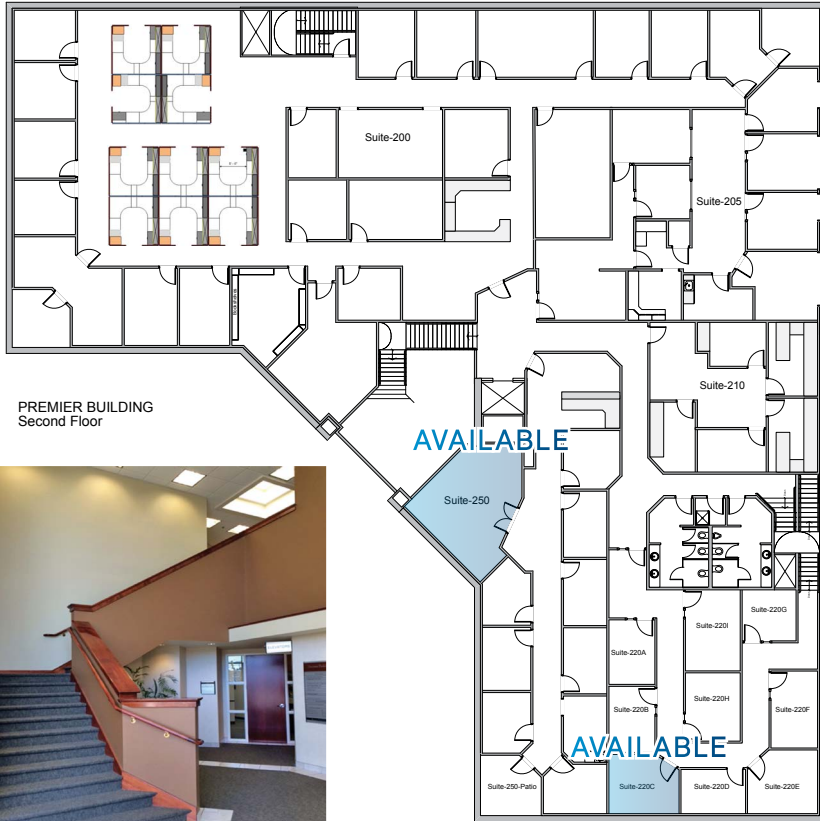 Suite-200
Suite-205
Suite-210
PREMIER BUILDING
Second Floor
AVAILABLE
Suite-250
Suite-220G
Suite-220I
Suite-220A
Suite-220H
Suite-220B
Suite-220F
AVAILABLE
Suite-250-Patio
Suite-220C
Suite-220D
Suite-220E